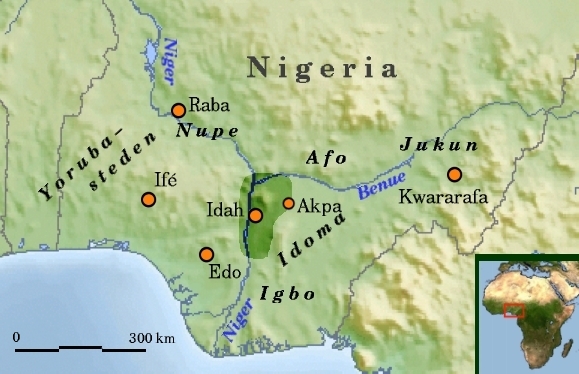 Niger
Nigeria
Raba
Nupe
Yoruba-
steden
Afo
Jukun
Ifé
Benue
Kwararafa
Idah
Akpa
Idoma
Edo
Igbo
Niger
0 300 km